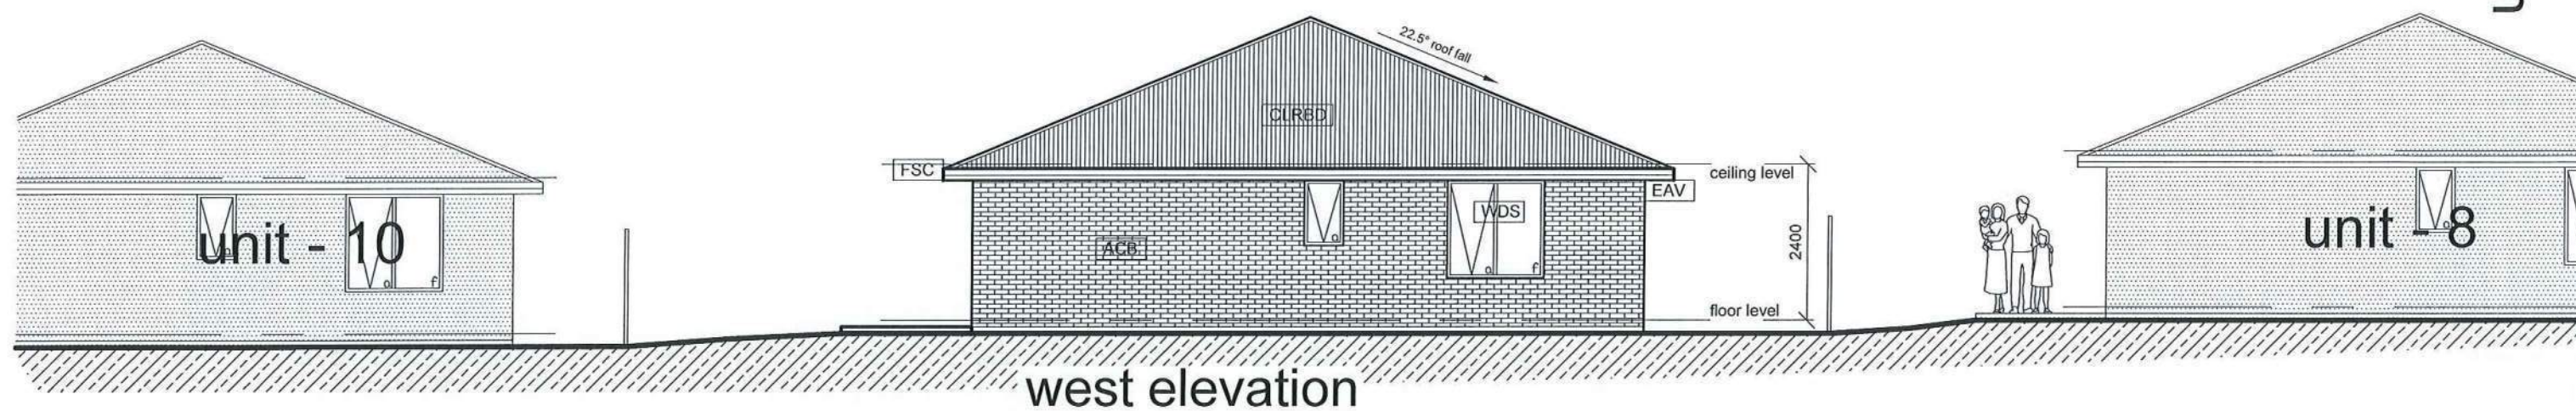 22.5° roof fall
CLRBD
FSC
ceiling level
EAV
WDS
unit - 10
ACB
2400
unit - 8
a
a f
a
a f
a
floor level
west elevation